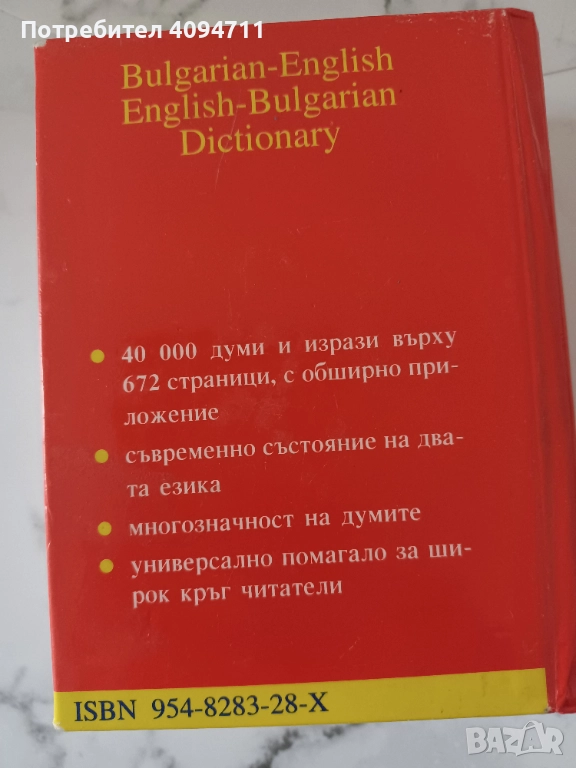 Потребител 4094711
Bulgarian-English
English-Bulgarian
Dictionary
40 000 думи и изрази върху
672 страници, с обширно при-
ложение
съвременно състояние на два-
та езика
многозначност на думите
универсално помагало за ши-
рок кръг читатели
ISBN 954-8283-28-X
BAZAR